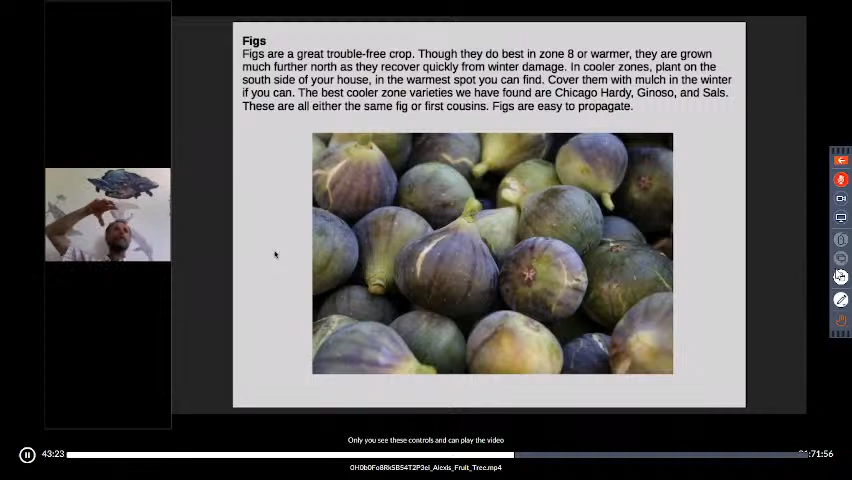 Figs
Figs are a great trouble-free crop. Though they do best in zone 8 or warmer, they are grown
much further north as they recover quickly from winter damage. In cooler zones, plant on the
south side of your house, in the warmest spot you can find. Cover them with mulch in the winter
if you can. The best cooler zone varieties we have found are Chicago Hardy, Ginoso, and Sals.
These are all either the same fig or first cousins. Figs are easy to propagate.
Only you see these controls and can play the video
43:23